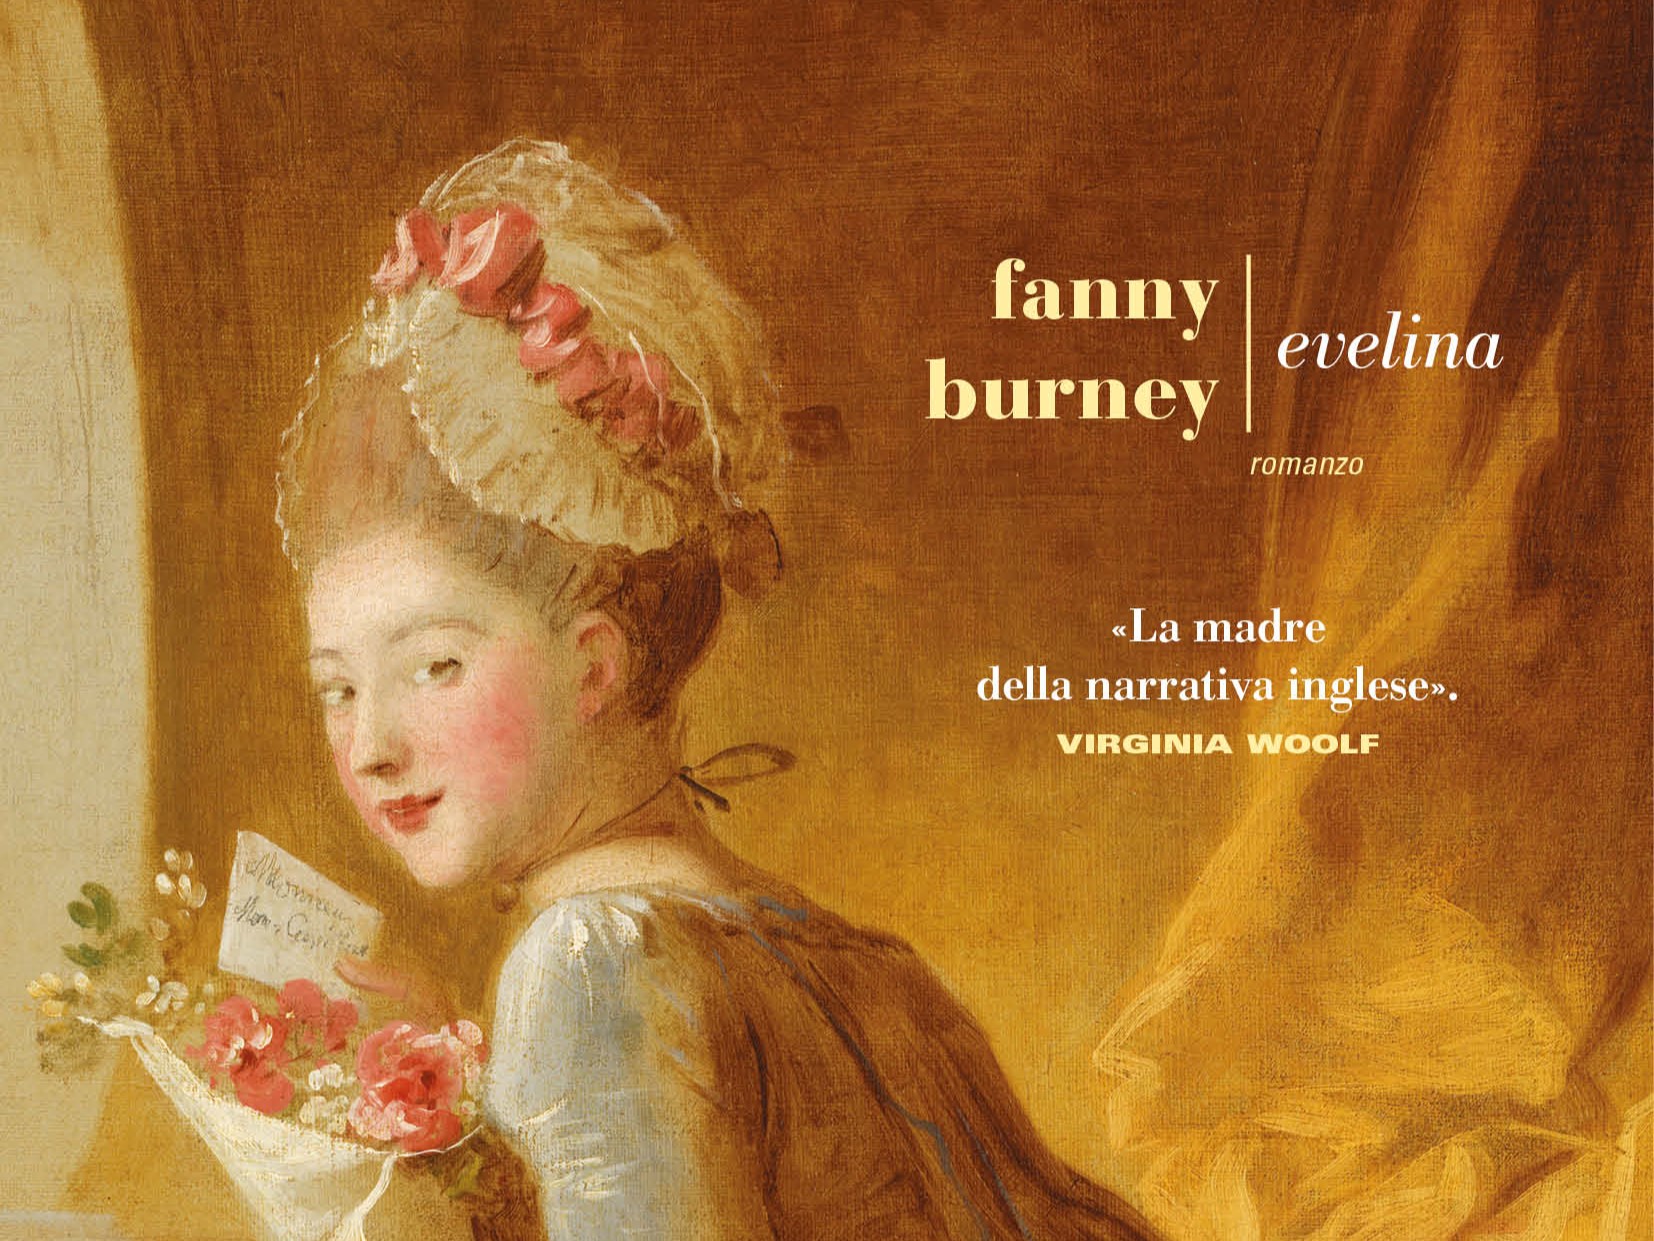 fanny
burney
evelina
romanzo
«La madre
della narrativa inglese».
VIRGINIA WOOLF